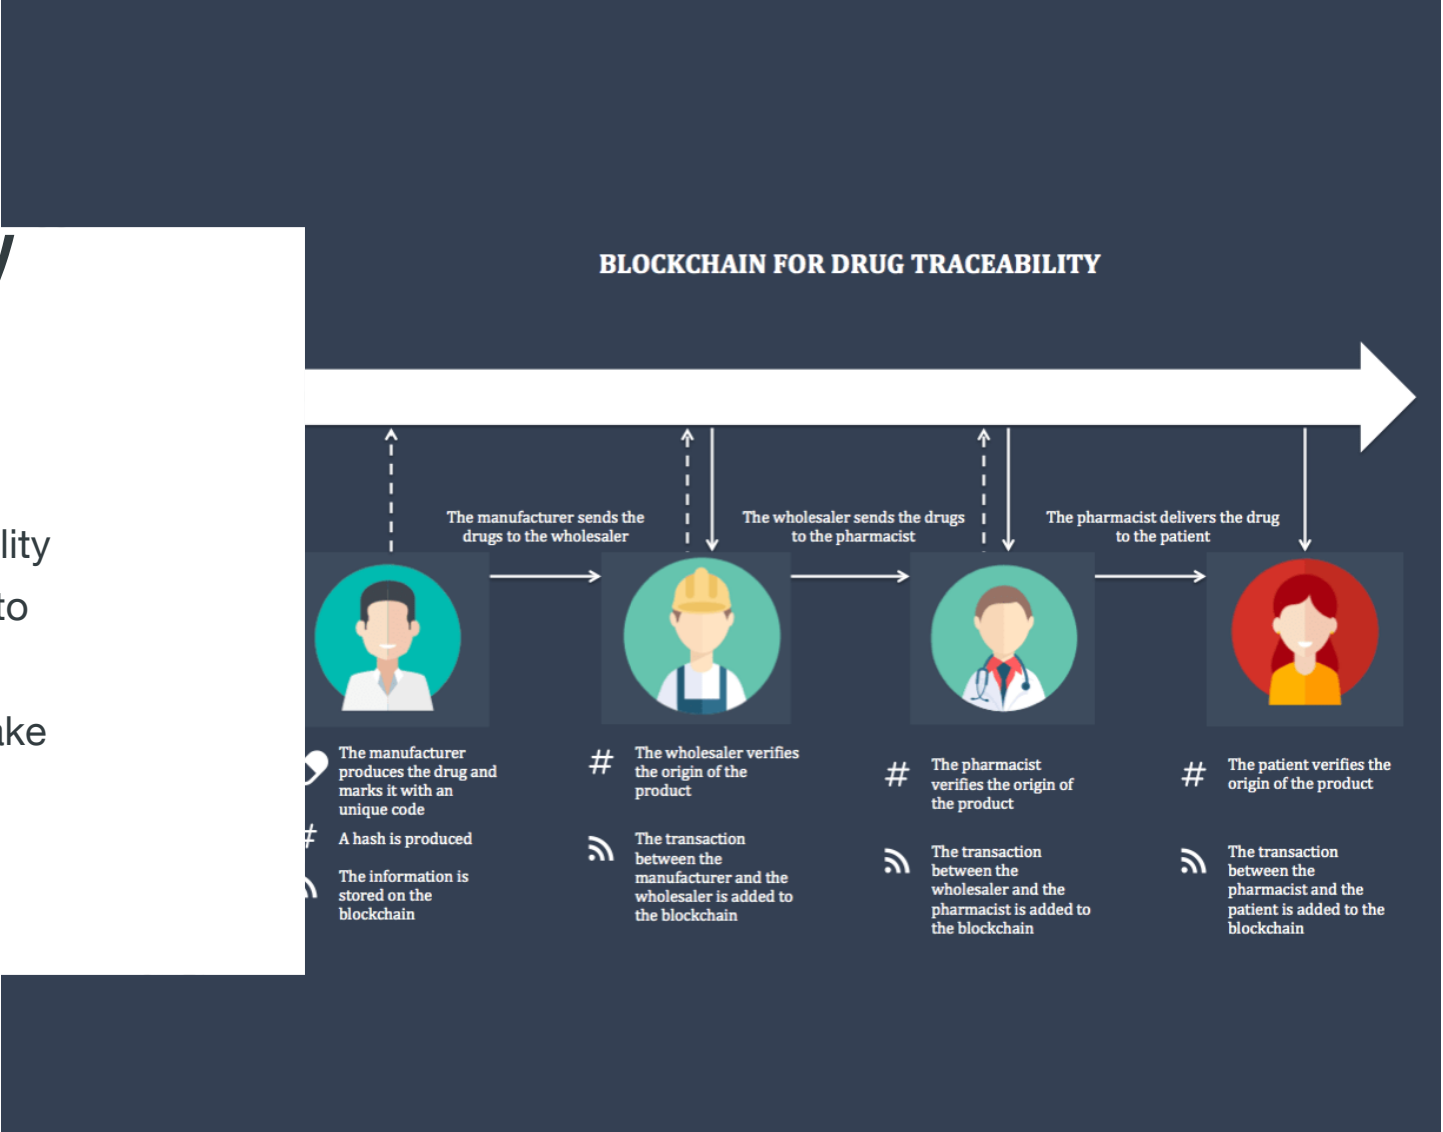 BLOCKCHAIN FOR DRUG TRACEABILITY
lity
to
ake
The manufacturer sends the
drugs to the wholesaler
The wholesaler sends the drugs
to the pharmacist
The pharmacist delivers the drug
to the patient
The manufacturer
produces the drug and
marks it with an
unique code
# A hash is produced
The information is
stored on the
blockchain
# The wholesaler verifies
the origin of the
product
The transaction
between the
manufacturer and the
wholesaler is added to
the blockchain
# The pharmacist
verifies the origin of
the product
The transaction
between the
wholesaler and the
pharmacist is added to
the blockchain
# The patient verifies the
origin of the product
The transaction
between the
pharmacist and the
patient is added to the
blockchain